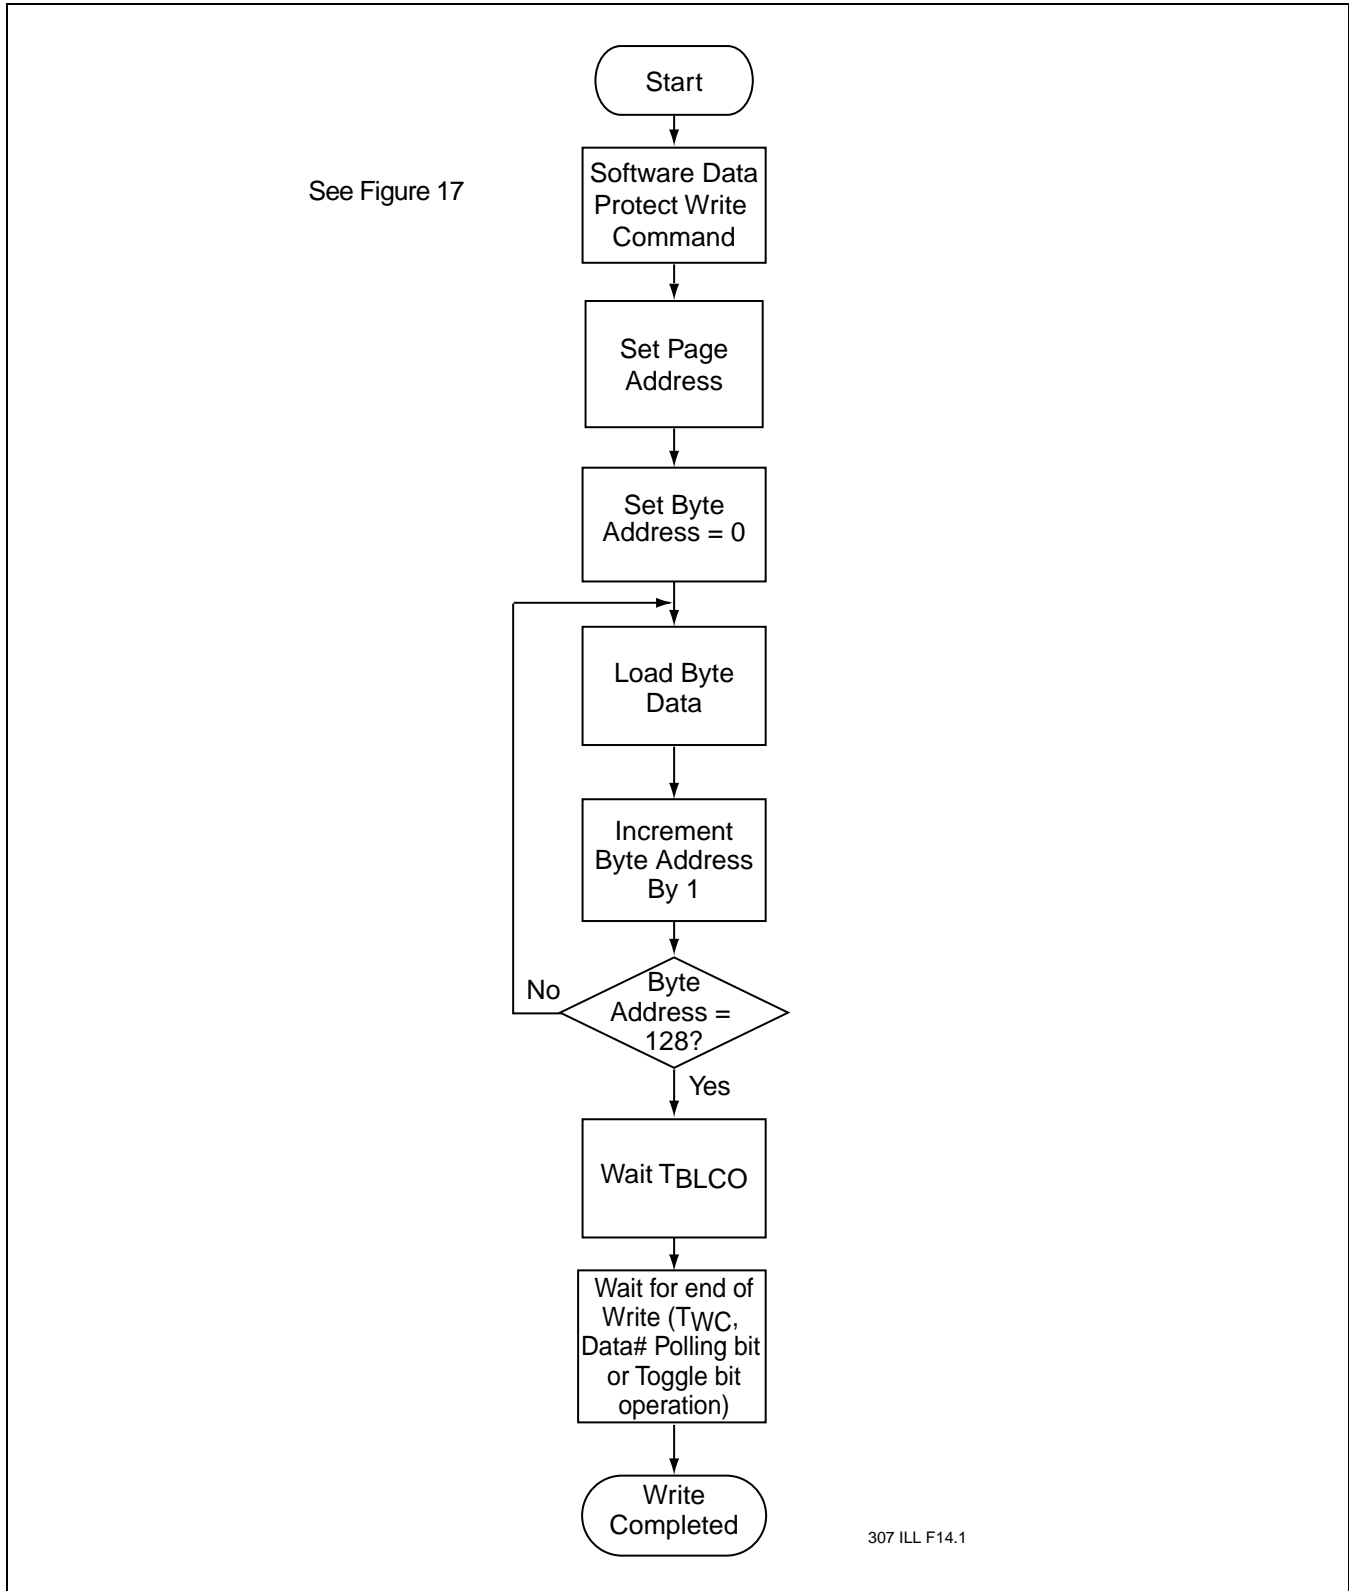 Start
See Figure 17
Software Data
Protect Write
Command
Set Page
Address
Set Byte
Address = 0
Load Byte
Data
Increment
Byte Address
By 1
No
Byte
Address =
128?
Yes
Wait TBLCO
Wait for end of
Write (TWC,
Data# Polling bit
or Toggle bit
operation)
Write
Completed
307 ILL F14.1